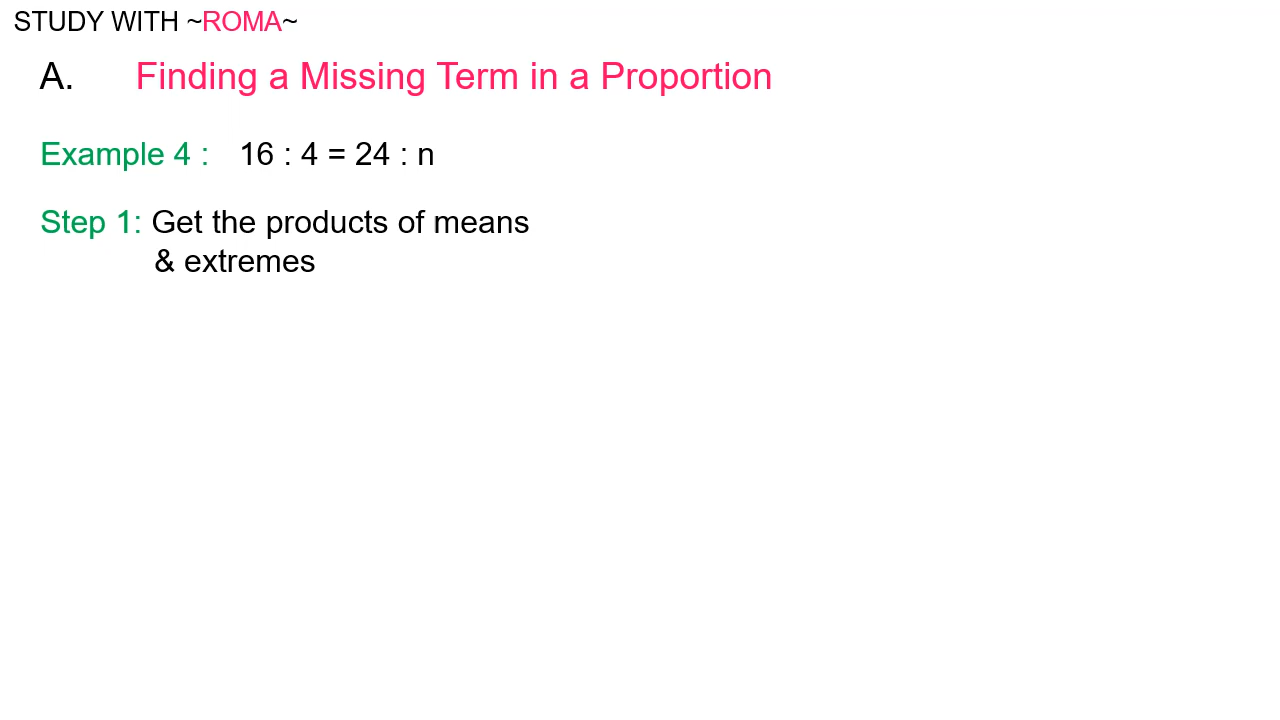 STUDY WITH ~ROMA~
A. Finding a Missing Term in a Proportion
Example 4 : 16 : 4 = 24 : n
Step 1: Get the products of means
& extremes